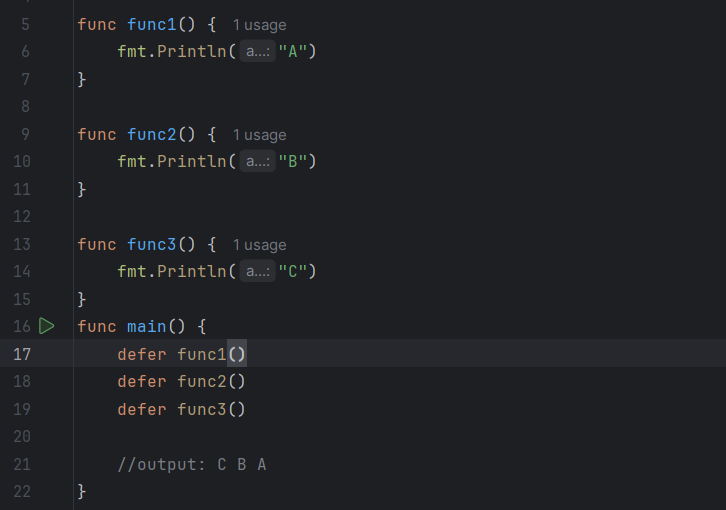 5 func func1() { 1 usage
6 fmt.Println( a...: "A")
7 }
8
9 func func2() { 1 usage
10 fmt.Println( a...: "B")
11 }
12
13 func func3() { 1 usage
14 fmt.Println( a...: "C")
15 }
16 func main() {
17 defer func1()
18 defer func2()
19 defer func3()
20
21 //output: C B A
22 }